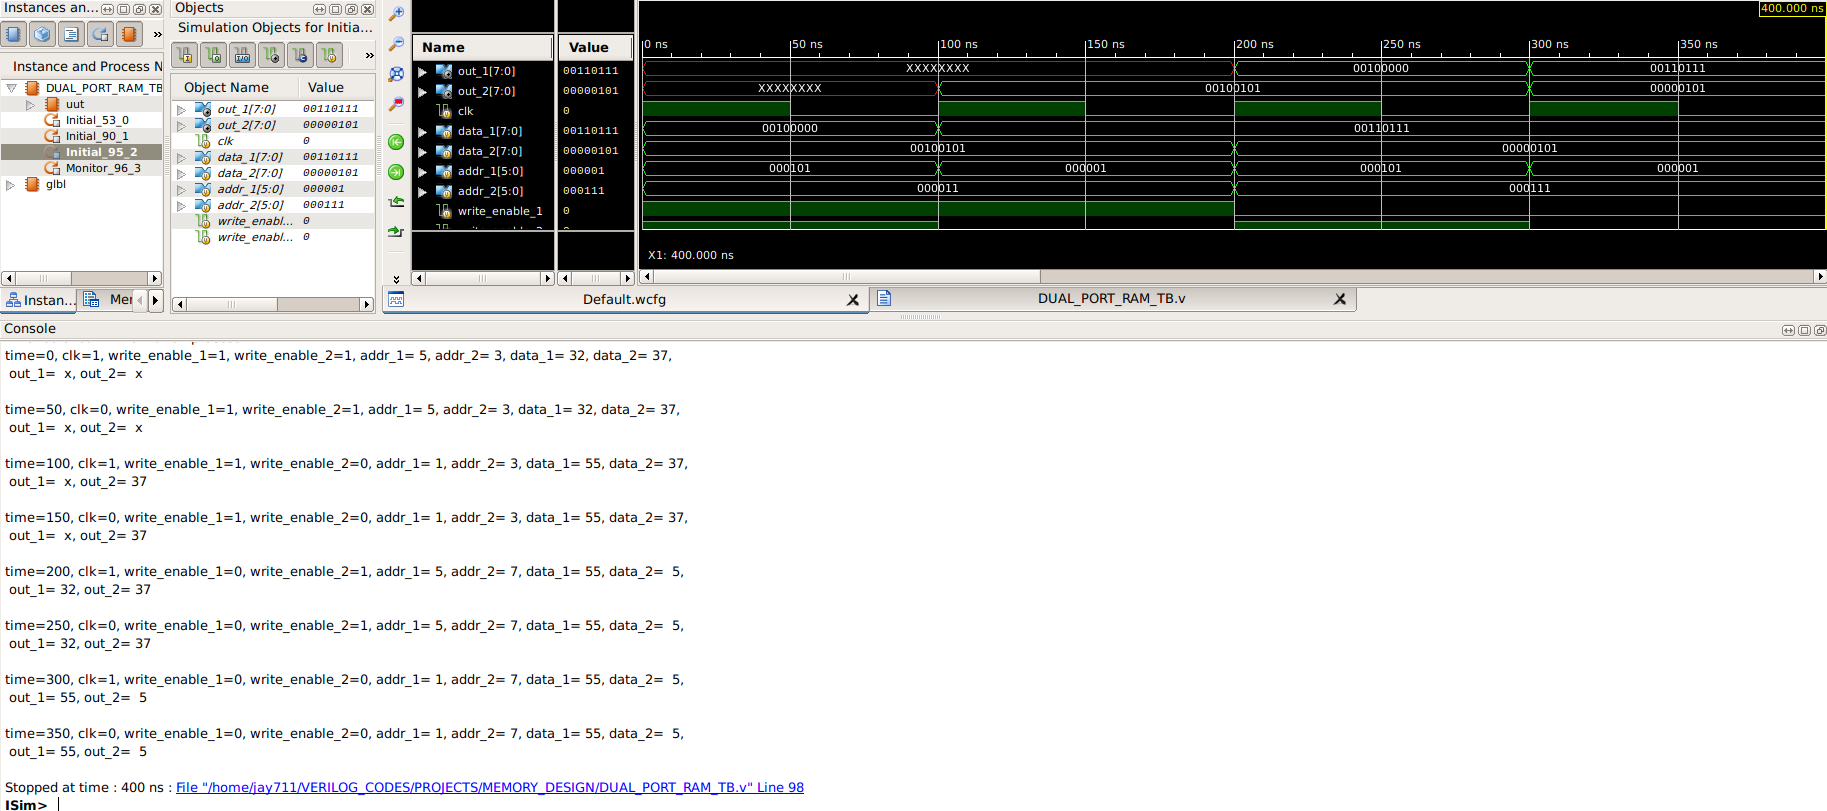 Instances an...
Instance and Process N
DUAL_PORT_RAM_TB
uut
Initial_53_0
Initial_90_1
Initial_95_2
Monitor_96_3
glbl
Instan...
Mer
Objects
Simulation Objects for Initia...
Object Name Value
out_1[7:0] 00110111
out_2[7:0] 00000101
clk 0
data_1[7:0] 00110111
data_2[7:0] 00000101
addr_1[5:0] 000001
addr_2[5:0] 000111
write_enabl... 0
write_enabl... 0
Name Value
out_1[7:0] 00110111
out_2[7:0] 00000101
clk 0
data_1[7:0] 00110111
data_2[7:0] 00000101
addr_1[5:0] 000001
addr_2[5:0] 000111
write_enable_1 0
400.000 ns
0 ns 50 ns 100 ns 150 ns 200 ns 250 ns 300 ns 350 ns
XXXXXXXX 00100000 00110111
XXXXXXXX 00100101 00000101
00100000 00110111
00100101 00000101
000101 000001 000101 000001
000011 000111
X1: 400.000 ns
Default.wcfg
DUAL_PORT_RAM_TB.v
Console
time=0, clk=1, write_enable_1=1, write_enable_2=1, addr_1= 5, addr_2= 3, data_1= 32, data_2= 37,
out_1= x, out_2= x
time=50, clk=0, write_enable_1=1, write_enable_2=1, addr_1= 5, addr_2= 3, data_1= 32, data_2= 37,
out_1= x, out_2= x
time=100, clk=1, write_enable_1=1, write_enable_2=0, addr_1= 1, addr_2= 3, data_1= 55, data_2= 37,
out_1= x, out_2= 37
time=150, clk=0, write_enable_1=1, write_enable_2=0, addr_1= 1, addr_2= 3, data_1= 55, data_2= 37,
out_1= x, out_2= 37
time=200, clk=1, write_enable_1=0, write_enable_2=1, addr_1= 5, addr_2= 7, data_1= 55, data_2= 5,
out_1= 32, out_2= 37
time=250, clk=0, write_enable_1=0, write_enable_2=1, addr_1= 5, addr_2= 7, data_1= 55, data_2= 5,
out_1= 32, out_2= 37
time=300, clk=1, write_enable_1=0, write_enable_2=0, addr_1= 1, addr_2= 7, data_1= 55, data_2= 5,
out_1= 55, out_2= 5
time=350, clk=0, write_enable_1=0, write_enable_2=0, addr_1= 1, addr_2= 7, data_1= 55, data_2= 5,
out_1= 55, out_2= 5
Stopped at time : 400 ns : File "/home/jay711/VERILOG_CODES/PROJECTS/MEMORY_DESIGN/DUAL_PORT_RAM_TB.v" Line 98
ISim>